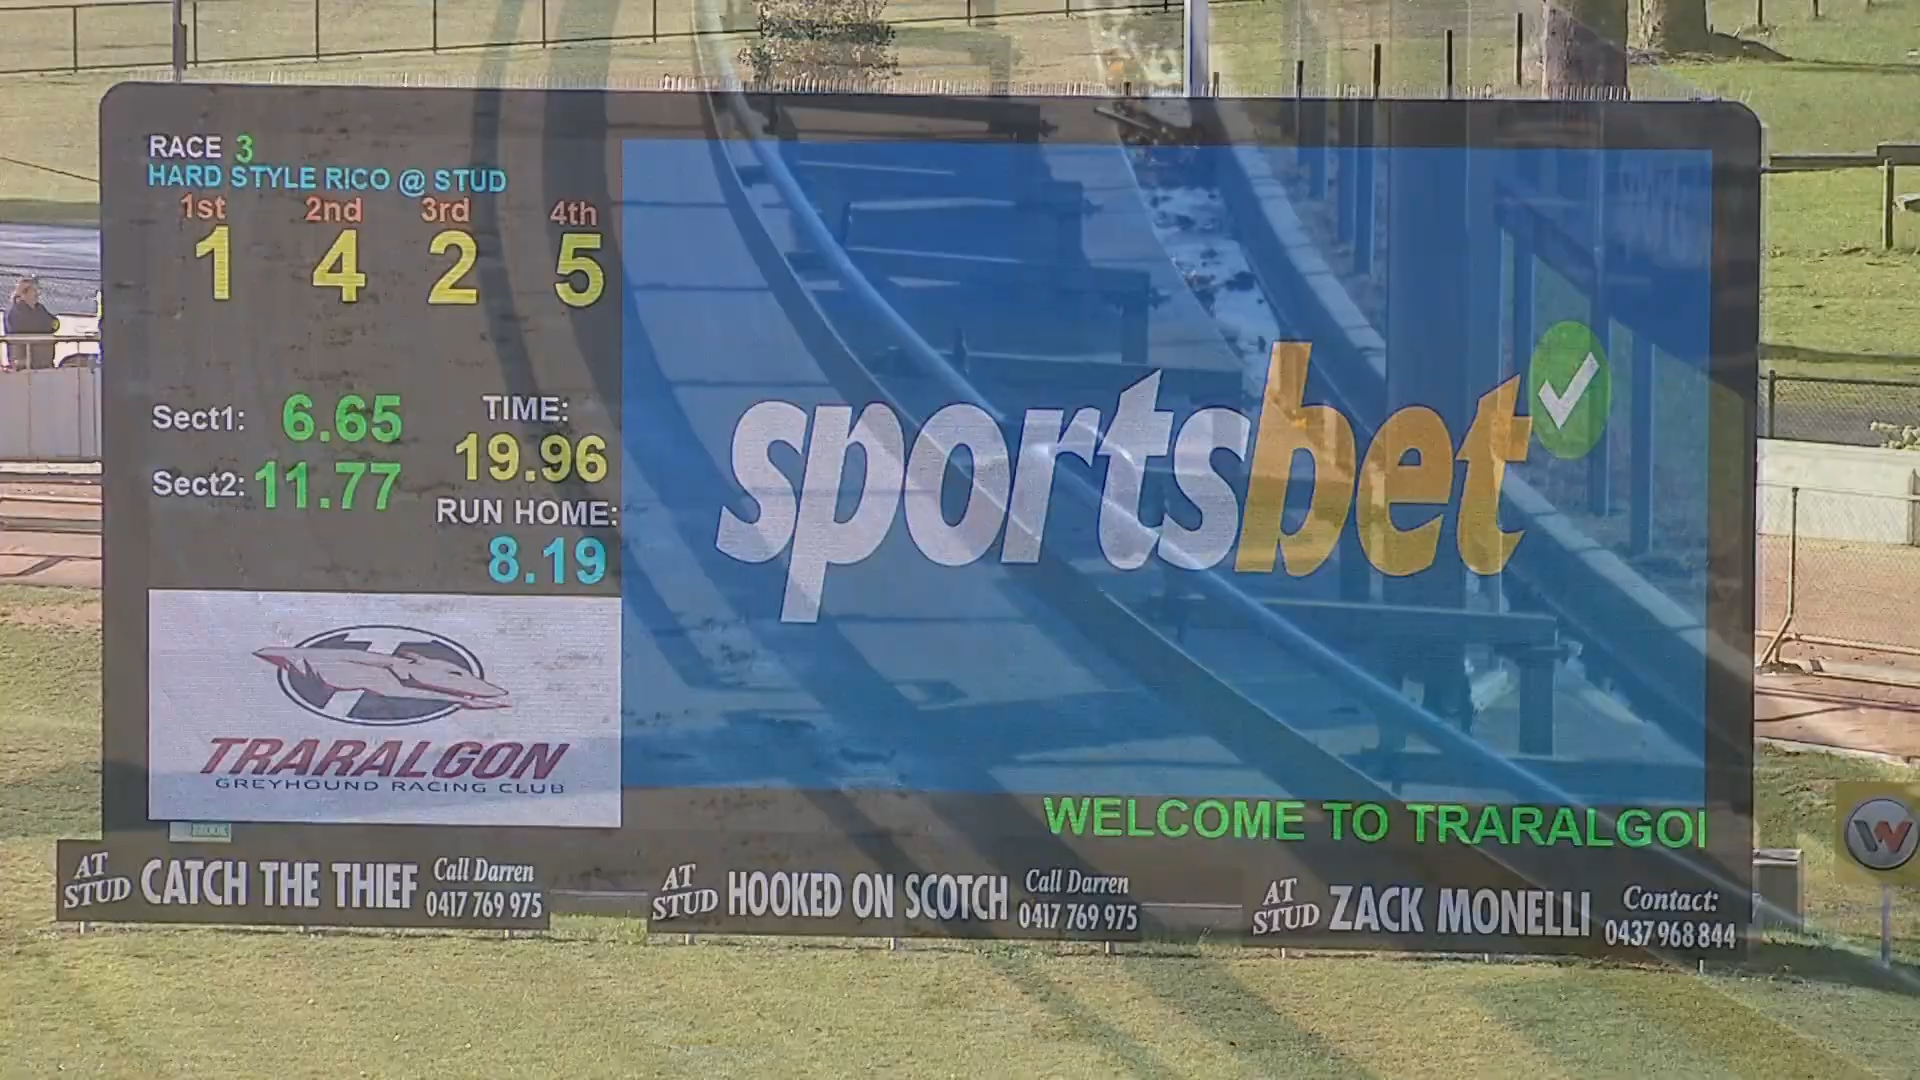 RACE 3
HARD STYLE RICO @ STUD
1st 2nd 3rd 4th
1 4 2 5
Sect1: 6.65
Sect2: 11.77
TIME:
19.96
RUN HOME:
8.19
sportsbet
TRARALGON
GREYHOUND RACING CLUB
WELCOME TO TRARALGO
AT STUD CATCH THE THIEF Call Darren 0417 769 975
AT STUD HOOKED ON SCOTCH Call Darren 0417 769 975
AT STUD ZACK MONELLI Contact: 0437 968 844
W